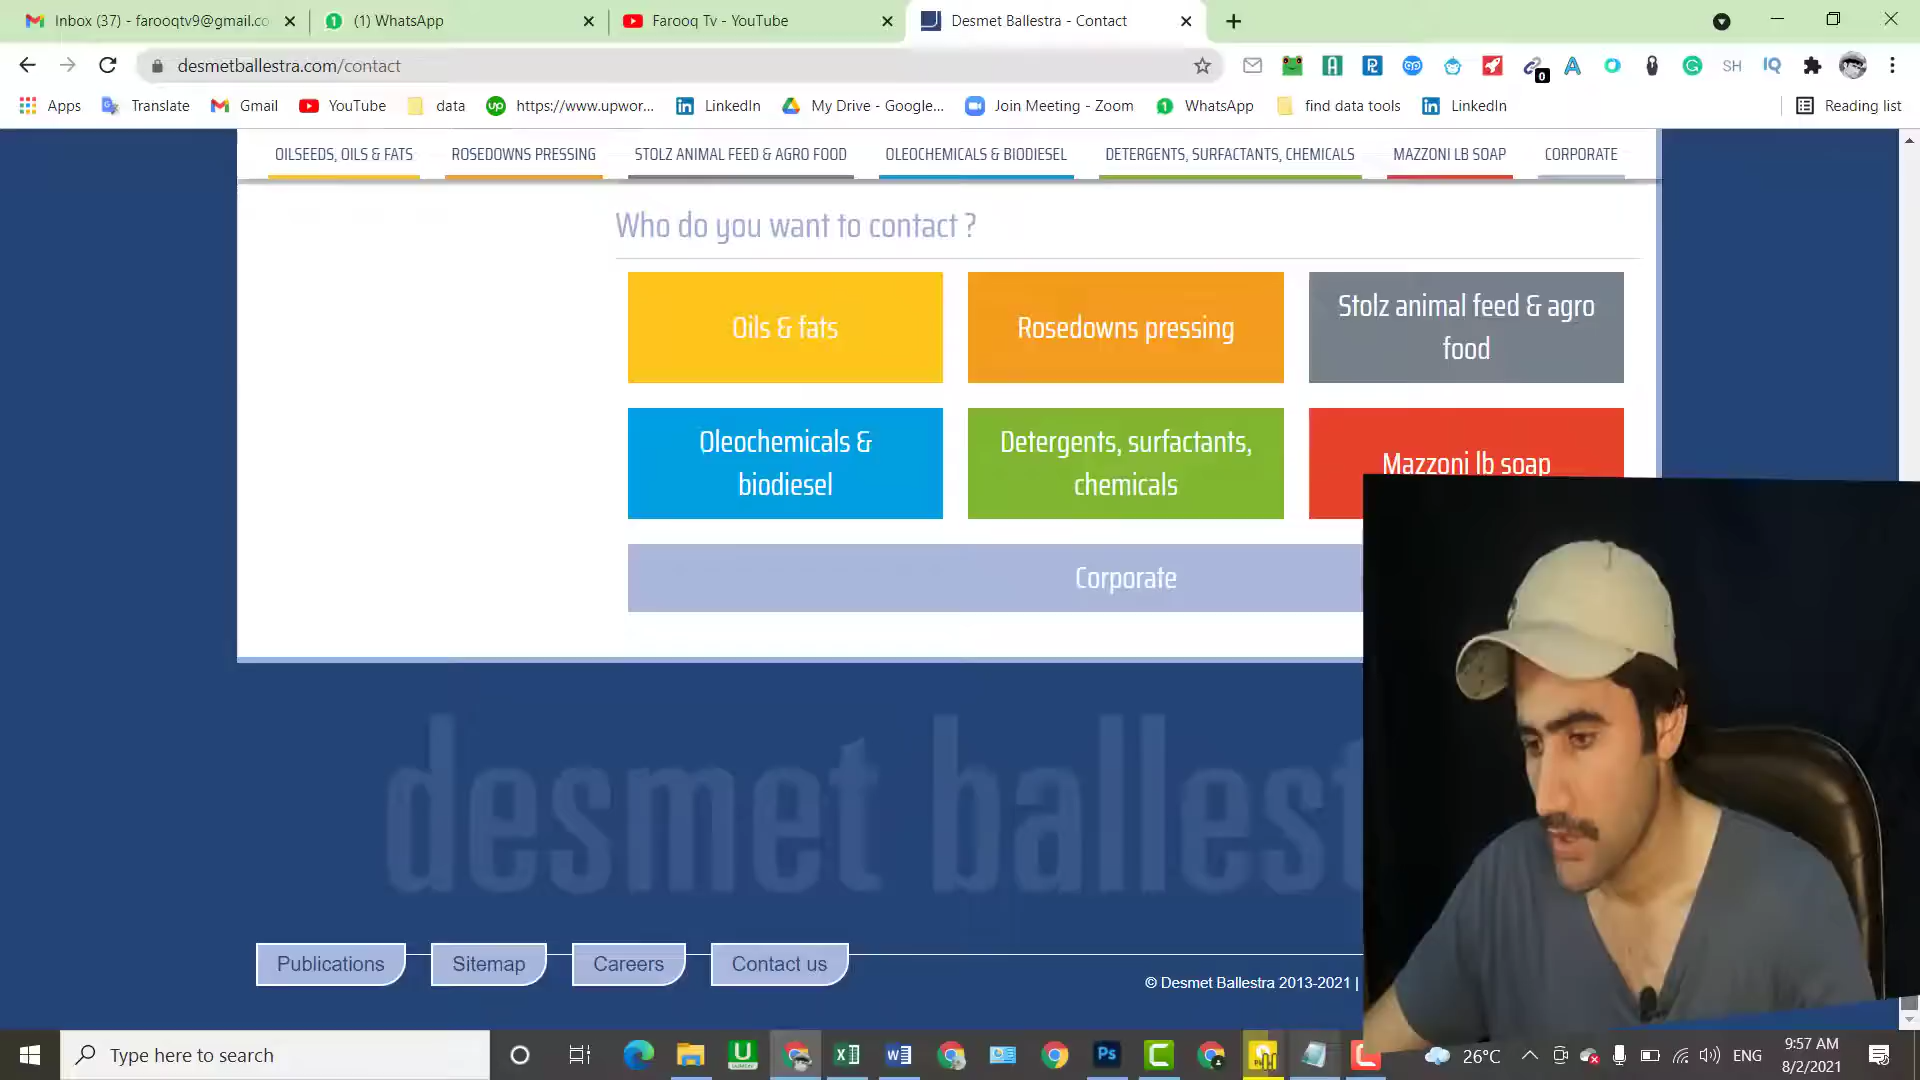 Inbox (37) - farooqtv9@gmail.co
(1) WhatsApp
Farooq Tv - YouTube
Desmet Ballestra - Contact
desmetballestra.com/contact
0
SH
IQ
Apps
Translate
Gmail
YouTube
data
https://www.upwor...
LinkedIn
My Drive - Google...
Join Meeting - Zoom
WhatsApp
find data tools
LinkedIn
Reading list
OILSEEDS, OILS & FATS
ROSEDOWNS PRESSING
STOLZ ANIMAL FEED & AGRO FOOD
OLEOCHEMICALS & BIODIESEL
DETERGENTS, SURFACTANTS, CHEMICALS
MAZZONI LB SOAP
CORPORATE
Who do you want to contact ?
Oils & fats
Rosedowns pressing
Stolz animal feed & agro
food
Oleochemicals &
biodiesel
Detergents, surfactants,
chemicals
Mazzoni lb soap
Corporate
desmet ballest
Publications
Sitemap
Careers
Contact us
© Desmet Ballestra 2013-2021 |
Type here to search
26°C
ENG
9:57 AM
8/2/2021